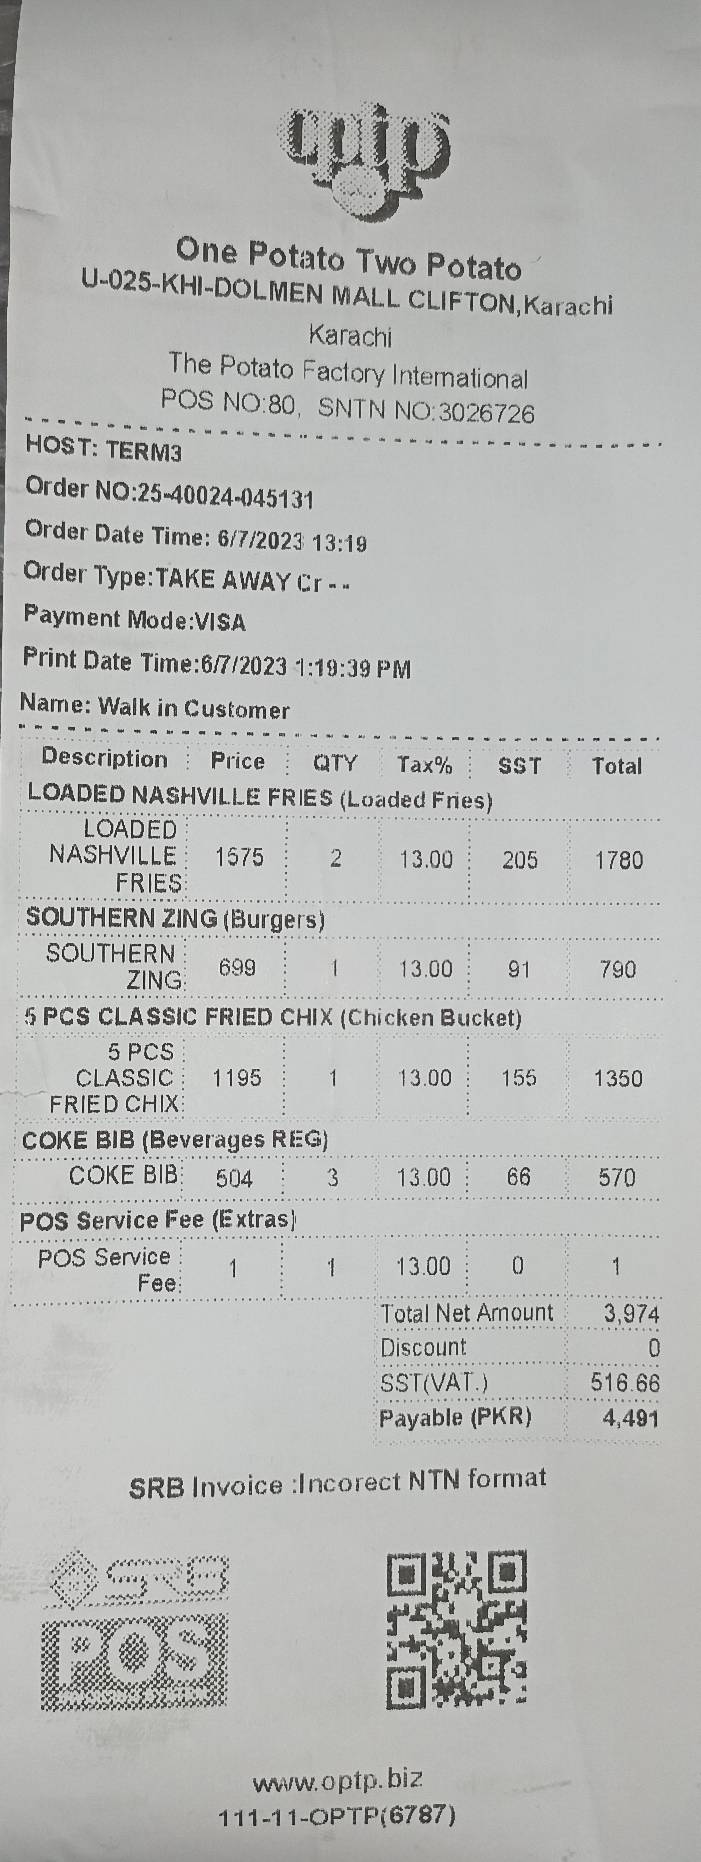 optp
One Potato Two Potato
U-025-KHI-DOLMEN MALL CLIFTON,Karachi
Karachi
The Potato Factory International
POS NO:80, SNTN NO:3026726
HOST: TERM3
Order NO:25-40024-045131
Order Date Time: 6/7/2023 13:19
Order Type:TAKE AWAY Cr - -
Payment Mode:VISA
Print Date Time:6/7/2023 1:19:39 PM
Name: Walk in Customer
Description Price QTY Tax% SST Total
LOADED NASHVILLE FRIES (Loaded Fries)
LOADED
NASHVILLE 1575 2 13.00 205 1780
FRIES
SOUTHERN ZING (Burgers)
SOUTHERN
ZING 699 1 13.00 91 790
5 PCS CLASSIC FRIED CHIX (Chicken Bucket)
5 PCS
CLASSIC 1195 1 13.00 155 1350
FRIED CHIX
COKE BIB (Beverages REG)
COKE BIB 504 3 13.00 66 570
POS Service Fee (Extras)
POS Service
Fee 1 1 13.00 0 1
Total Net Amount 3,974
Discount 0
SST(VAT.) 516.66
Payable (PKR) 4,491
SRB Invoice :Incorect NTN format
SRB
POS
www.optp.biz
111-11-OPTP(6787)